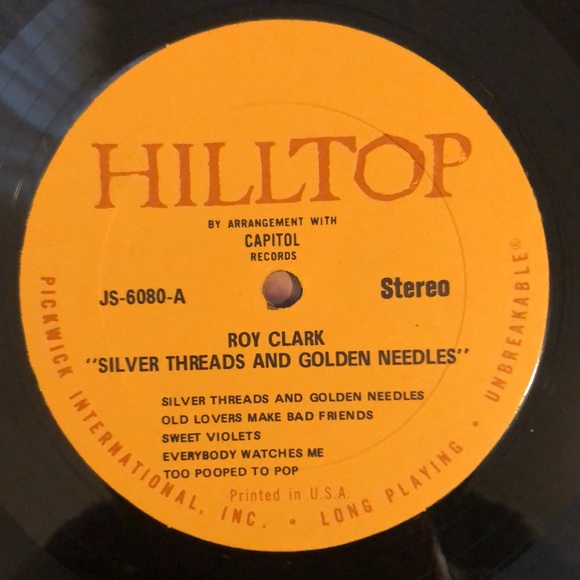 HILLTOP
BY ARRANGEMENT WITH
CAPITOL
RECORDS
JS-6080-A
Stereo
ROY CLARK
"SILVER THREADS AND GOLDEN NEEDLES"
SILVER THREADS AND GOLDEN NEEDLES
OLD LOVERS MAKE BAD FRIENDS
SWEET VIOLETS
EVERYBODY WATCHES ME
TOO POOPED TO POP
Printed in U.S.A.
PICKWICK INTERNATIONAL, INC. • LONG PLAYING • UNBREAKABLE©